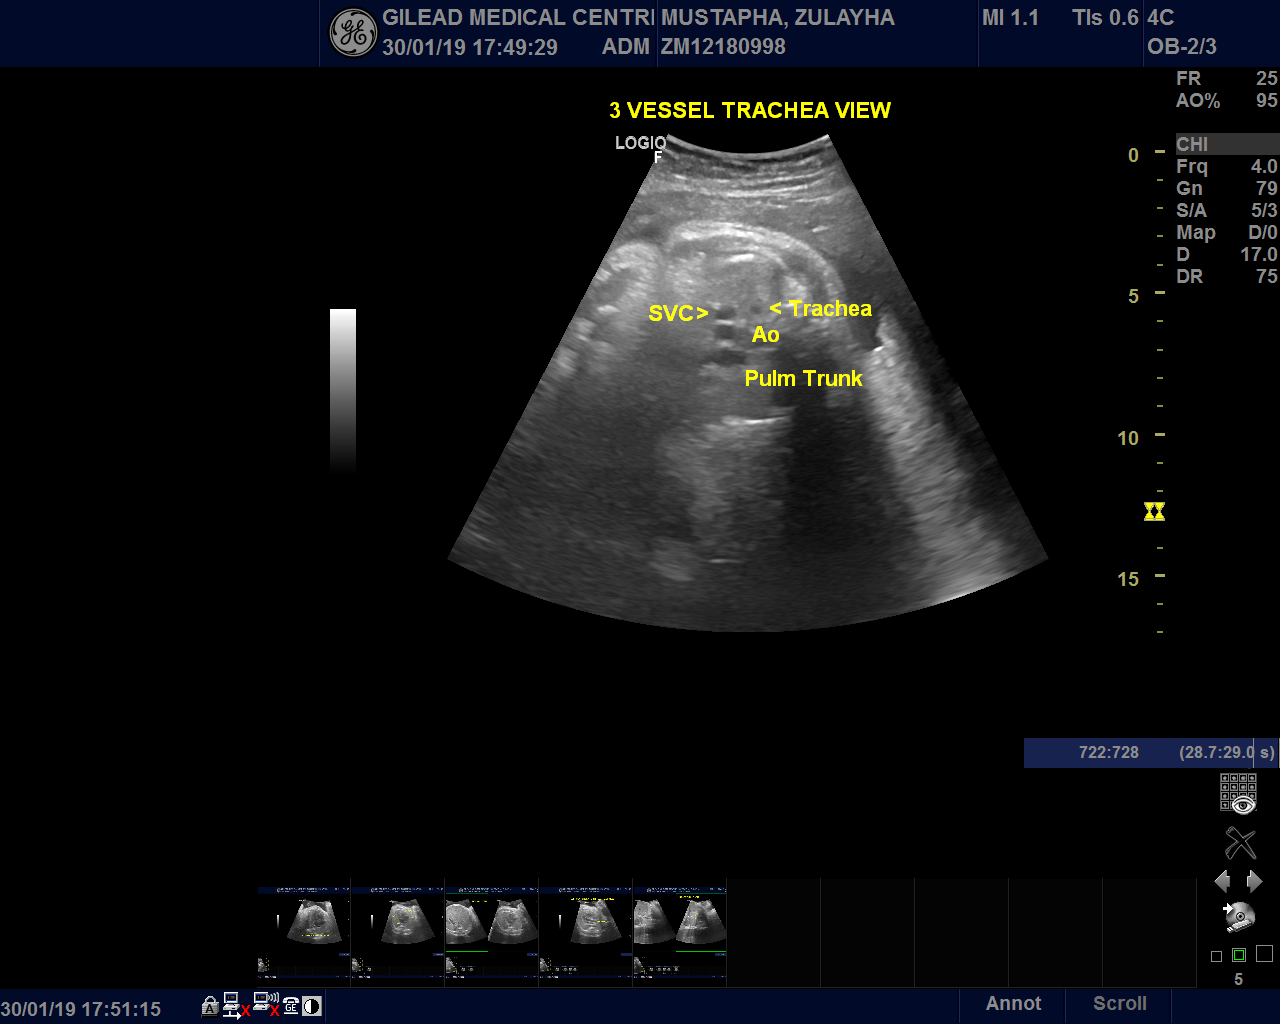 GILEAD MEDICAL CENTRI
30/01/19 17:49:29 ADM
MUSTAPHA, ZULAYHA
ZM12180998
MI 1.1 TIs 0.6
4C
OB-2/3
FR 25
AO% 95
CHI
Frq 4.0
Gn 79
S/A 5/3
Map D/0
D 17.0
DR 75
3 VESSEL TRACHEA VIEW
LOGIQ
F
0
5
10
15
SVC>
< Trachea
Ao
Pulm Trunk
722:728 (28.7:29.0 s)
5
30/01/19 17:51:15
A
GE
Annot
Scroll